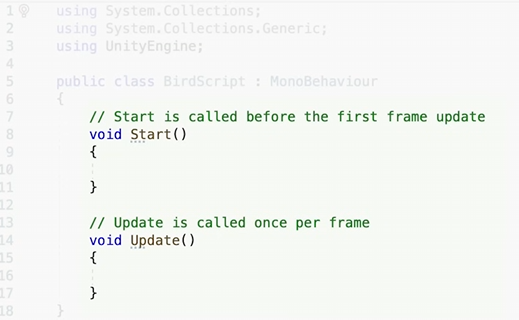 1 using System.Collections;
2 using System.Collections.Generic;
3 using UnityEngine;
4
5 public class BirdScript : MonoBehaviour
6 {
7 // Start is called before the first frame update
8 void Start()
9 {
10
11 }
12
13 // Update is called once per frame
14 void Update()
15 {
16
17 }
18 }